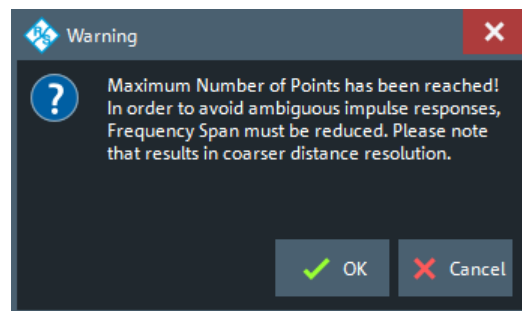 Warning
Maximum Number of Points has been reached!
In order to avoid ambiguous impulse responses,
Frequency Span must be reduced. Please note
that results in coarser distance resolution.
OK
Cancel